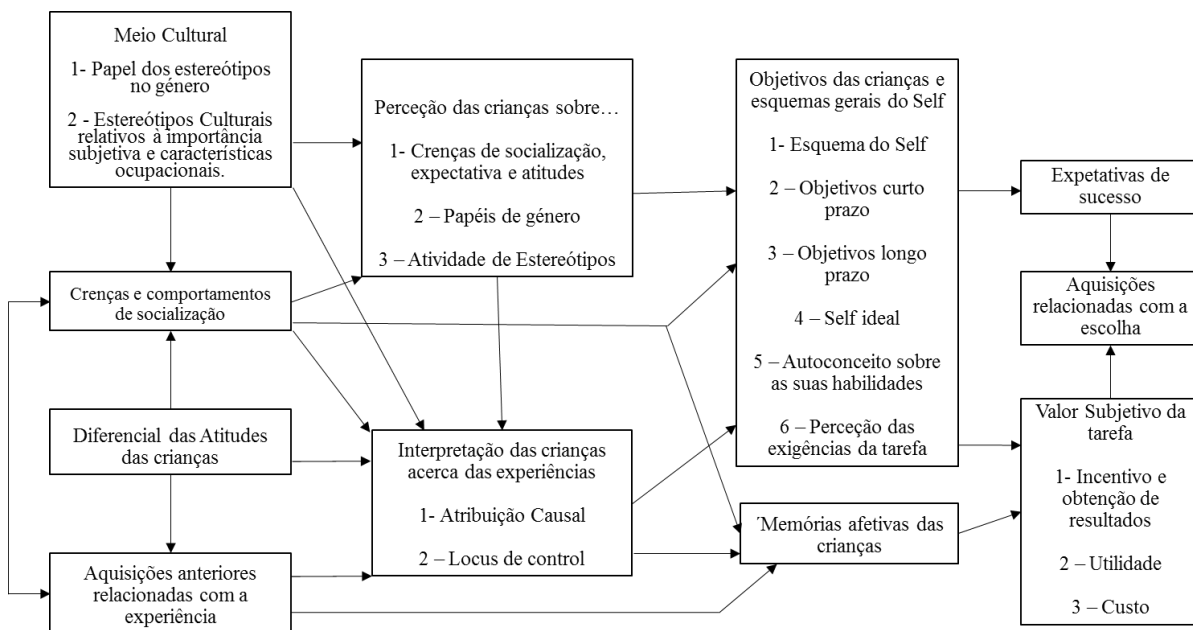 Meio Cultural
1- Papel dos estereótipos
no género
2 - Estereótipos Culturais
relativos à importância
subjetiva e características
ocupacionais.
Crenças e comportamentos
de socialização
Diferencial das Atitudes
das crianças
Aquisições anteriores
relacionadas com a
experiência
Perceção das crianças sobre…
1- Crenças de socialização,
expectativa e atitudes
2 – Papéis de género
3 – Atividade de Estereótipos
Interpretação das crianças
acerca das experiências
1- Atribuição Causal
2 – Locus de control
Objetivos das crianças e
esquemas gerais do Self
1- Esquema do Self
2 – Objetivos curto
prazo
3 – Objetivos longo
prazo
4 – Self ideal
5 – Autoconceito sobre
as suas habilidades
6 – Perceção das
exigências da tarefa
´Memórias afetivas das
crianças
Expetativas de
sucesso
Aquisições
relacionadas com a
escolha
Valor Subjetivo da
tarefa
1- Incentivo e
obtenção de
resultados
2 – Utilidade
3 – Custo